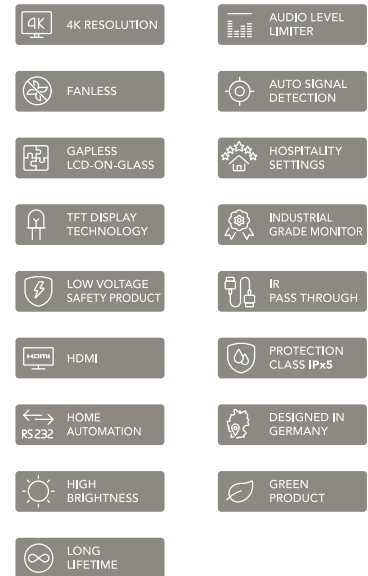 4K
4K RESOLUTION
FANLESS
GAPLESS
LCD-ON-GLASS
TFT DISPLAY
TECHNOLOGY
LOW VOLTAGE
SAFETY PRODUCT
HDMI
HDMI
RS232
HOME
AUTOMATION
HIGH
BRIGHTNESS
LONG
LIFETIME
AUDIO LEVEL
LIMITER
AUTO SIGNAL
DETECTION
HOSPITALITY
SETTINGS
INDUSTRIAL
GRADE MONITOR
IR
PASS THROUGH
PROTECTION
CLASS IPx5
DESIGNED IN
GERMANY
GREEN
PRODUCT